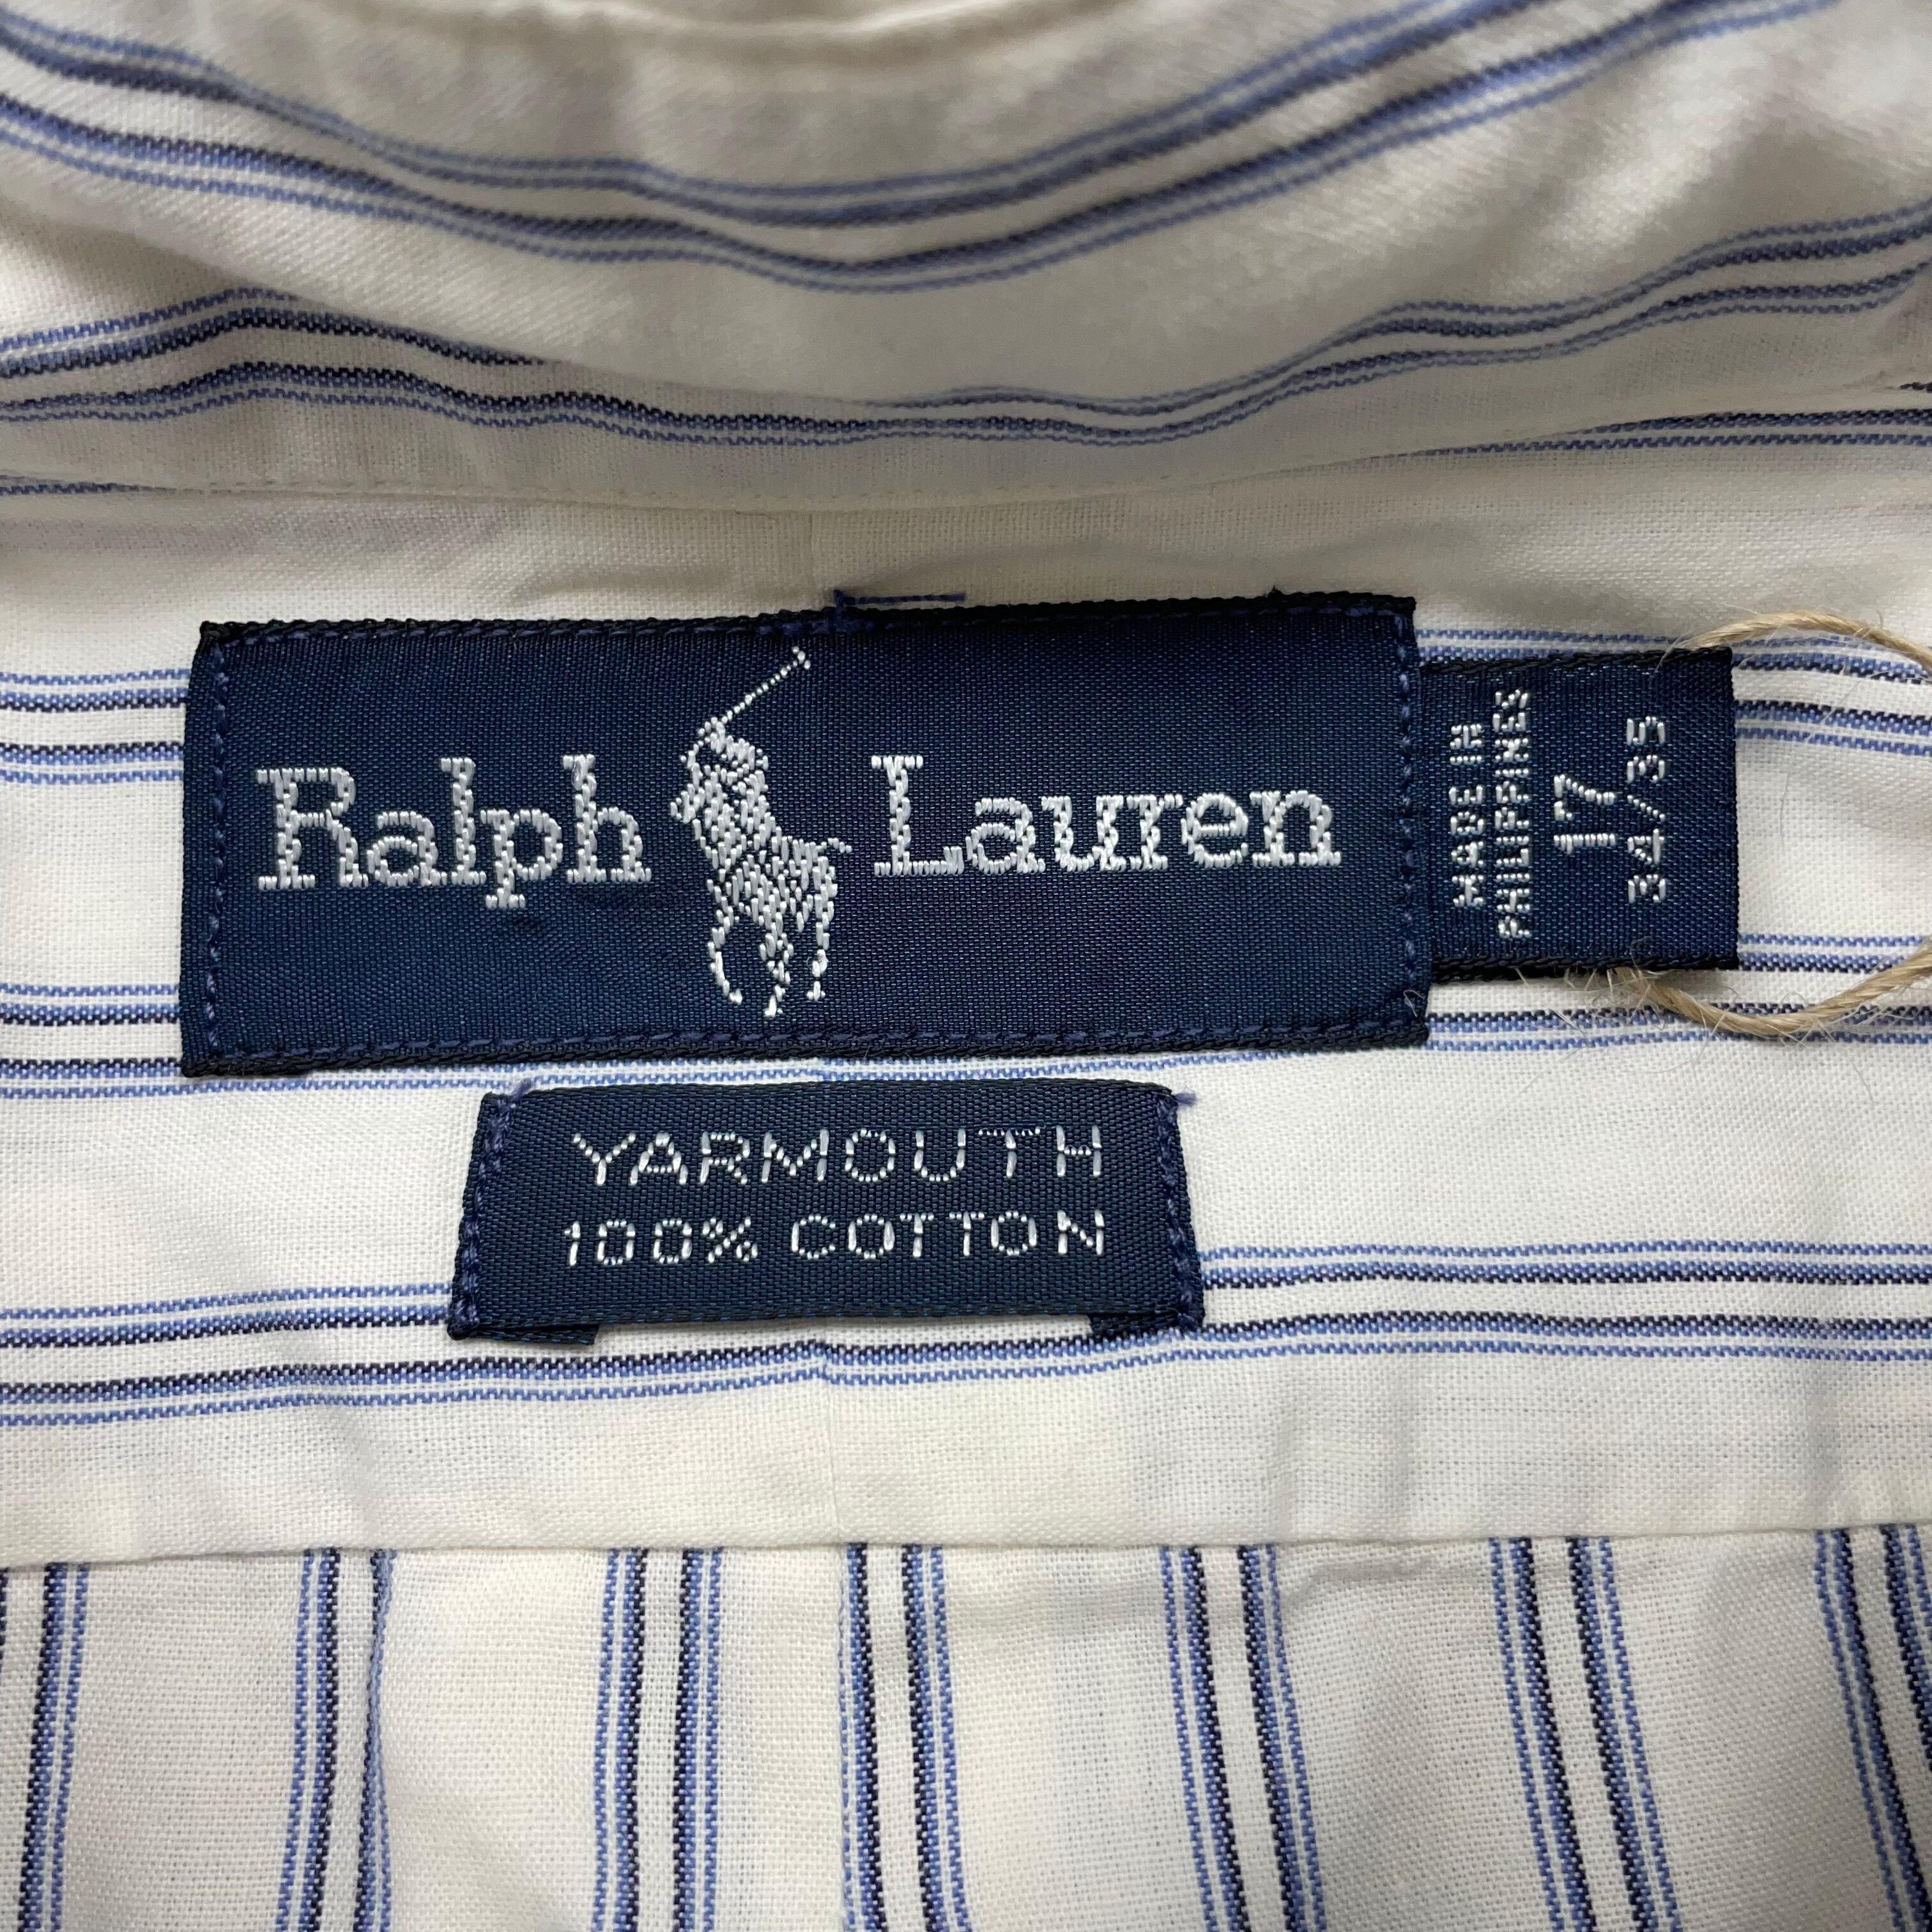 Ralph Lauren
MADE IN
PHILIPPINES
17
34/35
YARMOUTH
100% COTTON